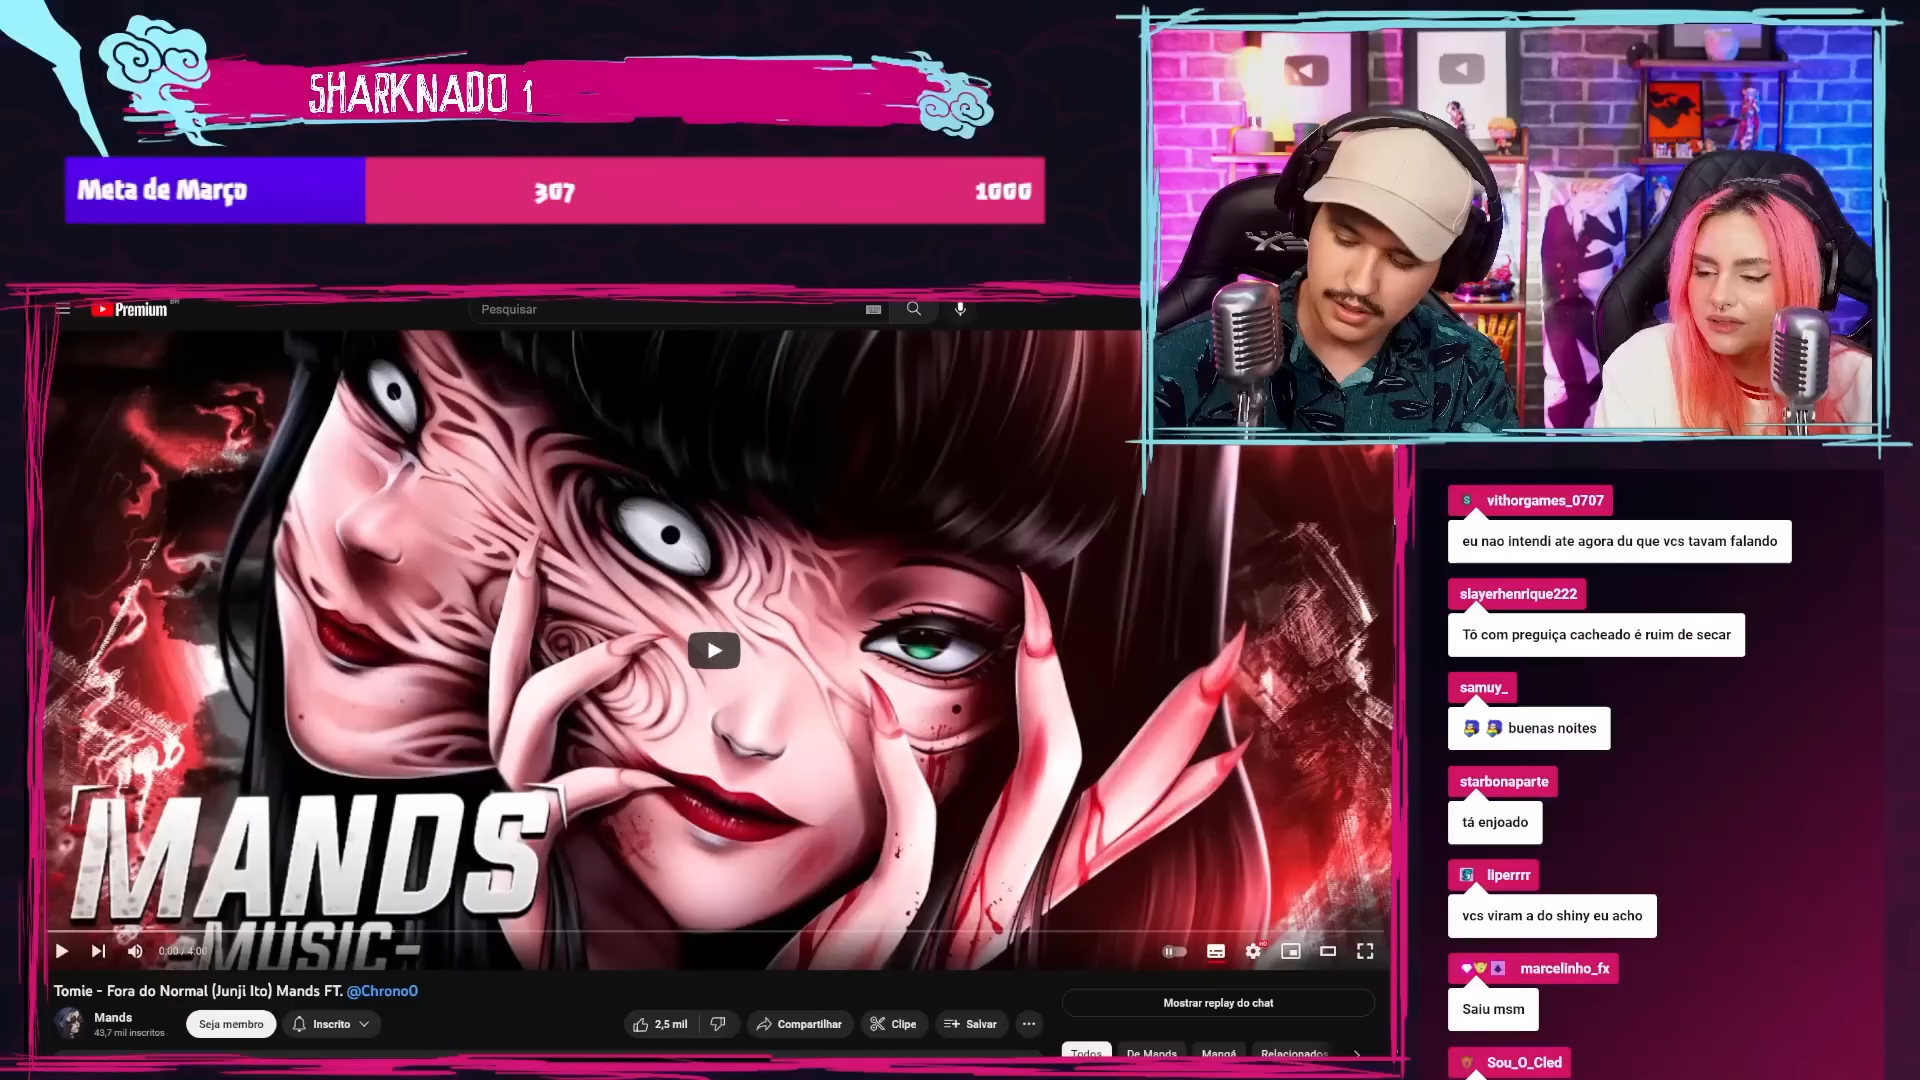 SHARKNADO 1
Meta de Março 307 1000
Premium BR
Pesquisar
MANDS
-MUSIC-
0:00 / 4:00
HD
Tomie - Fora do Normal (Junji Ito) Mands FT. @ChronoO
Mands
43,7 mil inscritos
Seja membro
Inscrito
2,5 mil
Compartilhar
Clipe
Salvar
Mostrar replay do chat
Todos De Mands Mangá Relacionados
vithorgames_0707
eu nao intendi ate agora du que vcs tavam falando
slayerhenrique222
Tô com preguiça cacheado é ruim de secar
samuy_
buenas noites
starbonaparte
tá enjoado
liperrrr
vcs viram a do shiny eu acho
marcelinho_fx
Saiu msm
Sou_O_Cled